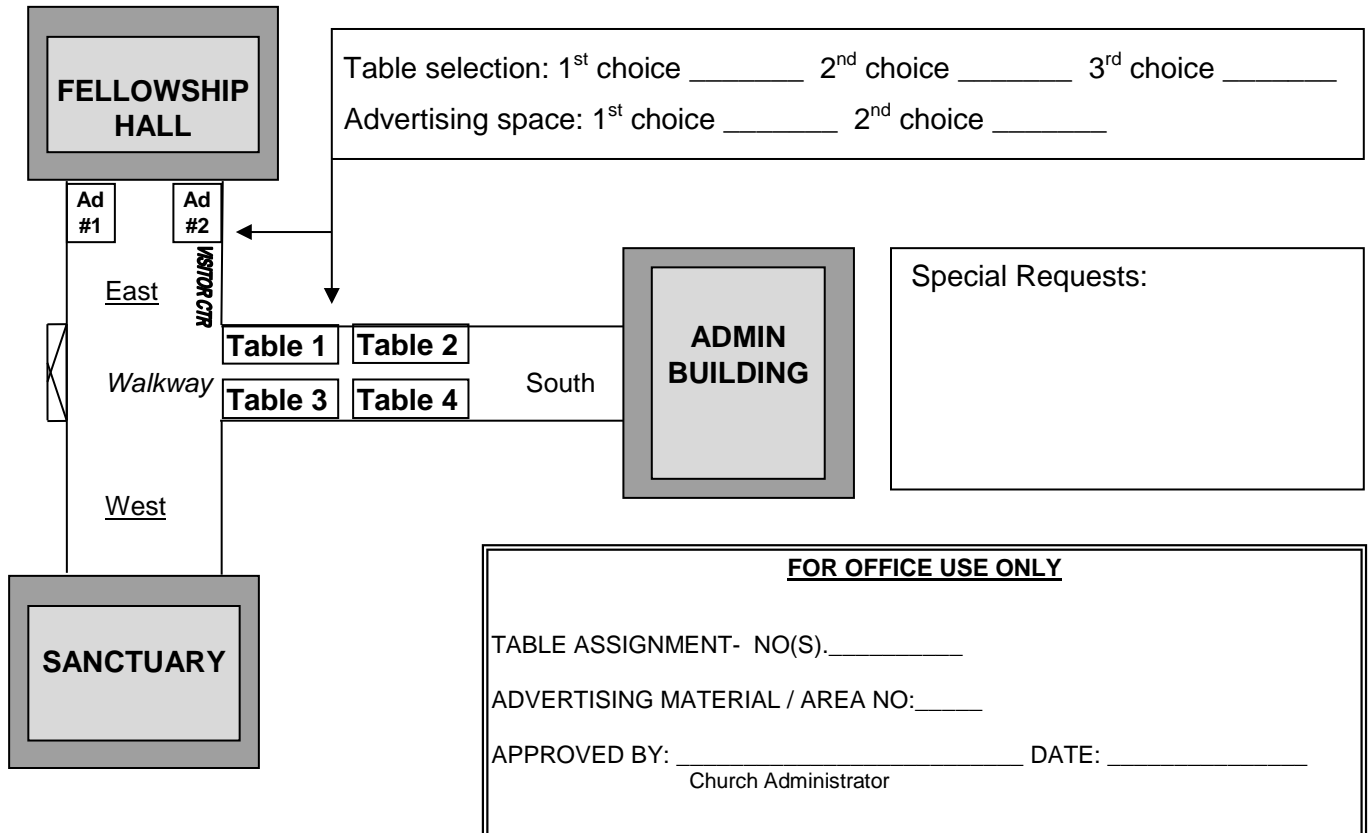 FELLOWSHIP
HALL
Table selection: 1st choice _______ 2nd choice _______ 3rd choice _______
Advertising space: 1st choice _______ 2nd choice _______
Ad
#1
Ad
#2
VISITOR CTR
East
Table 1
Table 2
Walkway
Table 3
Table 4
South
ADMIN
BUILDING
Special Requests:
West
SANCTUARY
FOR OFFICE USE ONLY
TABLE ASSIGNMENT- NO(S).__________
ADVERTISING MATERIAL / AREA NO:_____
APPROVED BY: __________________________ DATE: _______________
Church Administrator